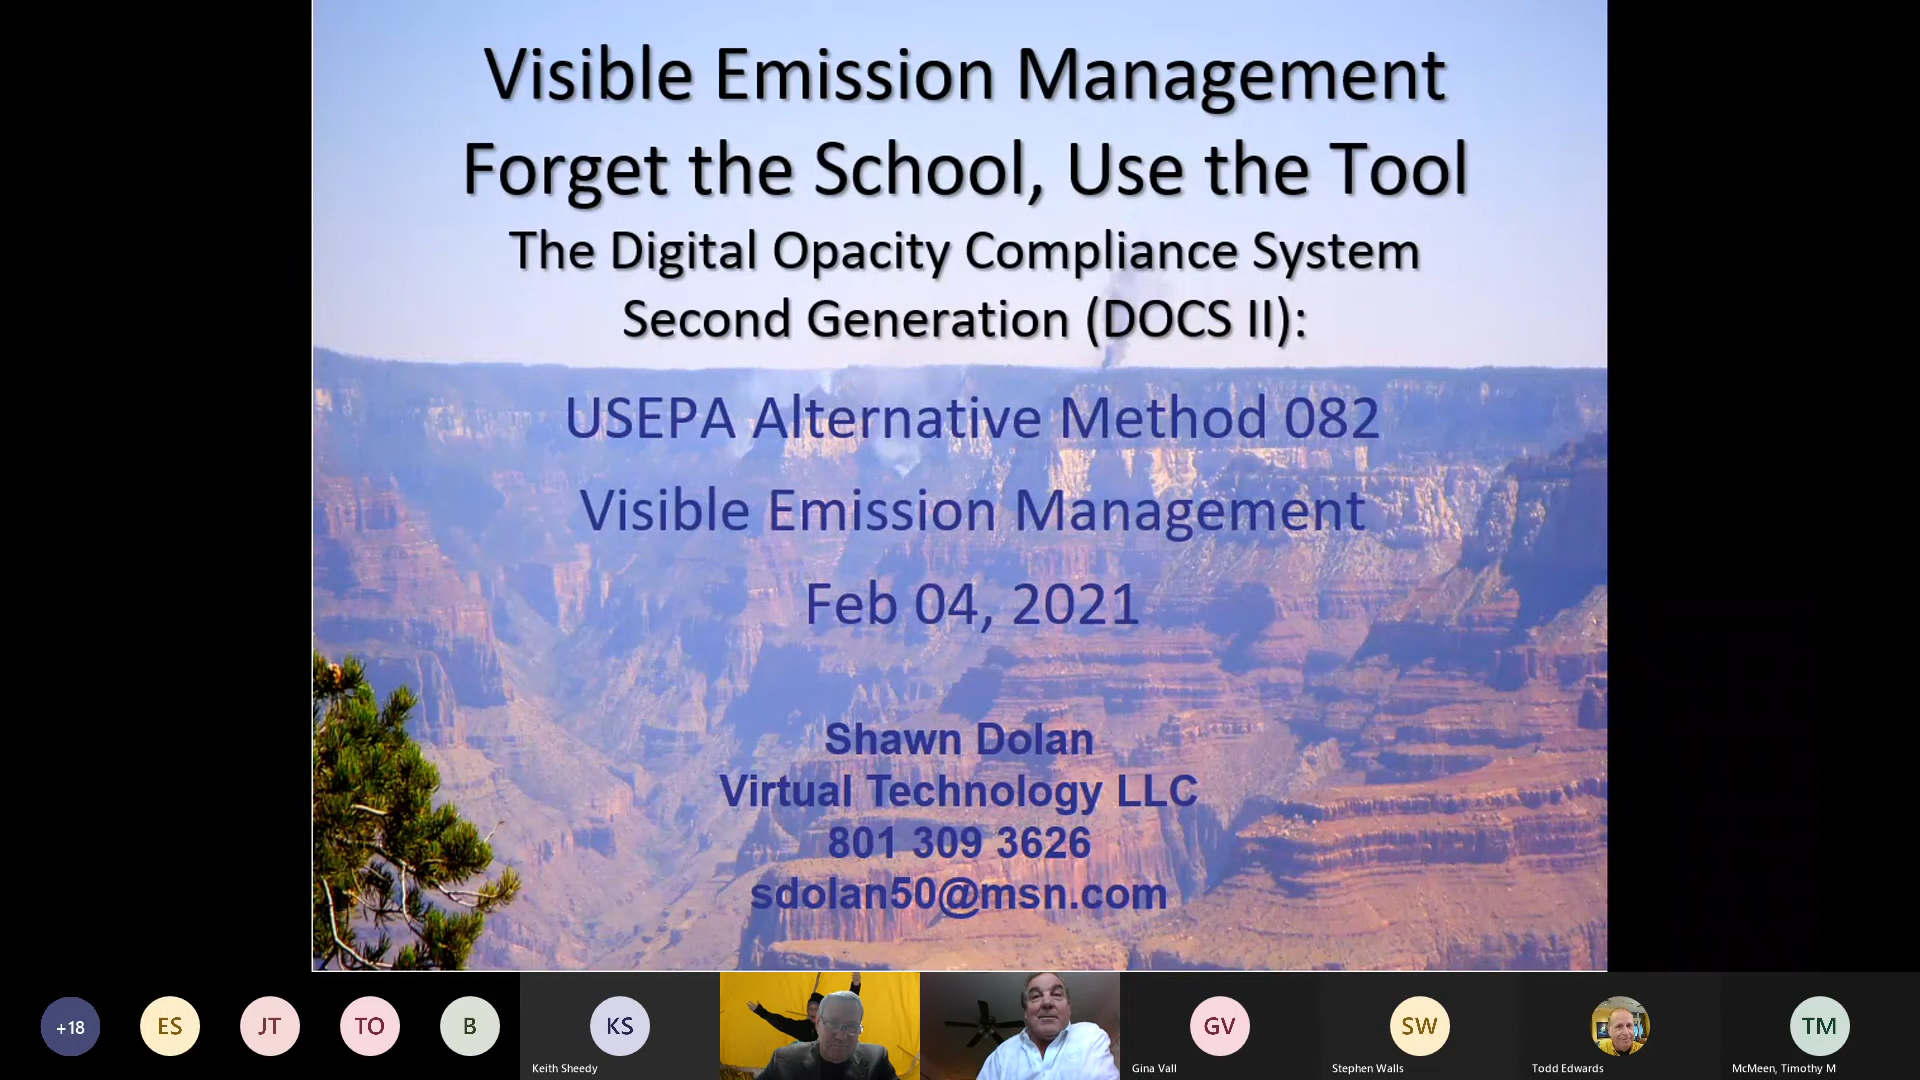 Visible Emission Management
Forget the School, Use the Tool
The Digital Opacity Compliance System
Second Generation (DOCS II):
USEPA Alternative Method 082
Visible Emission Management
Feb 04, 2021
Shawn Dolan
Virtual Technology LLC
801 309 3626
sdolan50@msn.com
+18
ES
JT
TO
B
KS
GV
SW
TM
Keith Sheedy
Gina Vall
Stephen Walls
Todd Edwards
McMeen, Timothy M